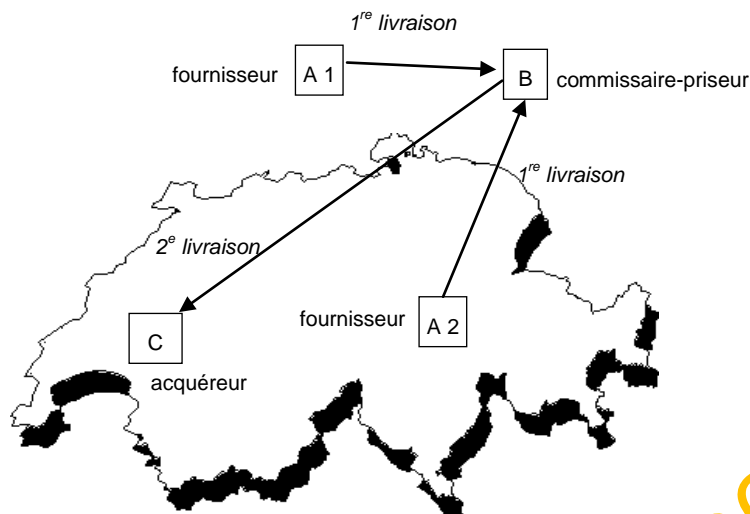 1re livraison
fournisseur
A 1
B
commissaire-priseur
1re livraison
2e livraison
fournisseur
A 2
C
acquéreur